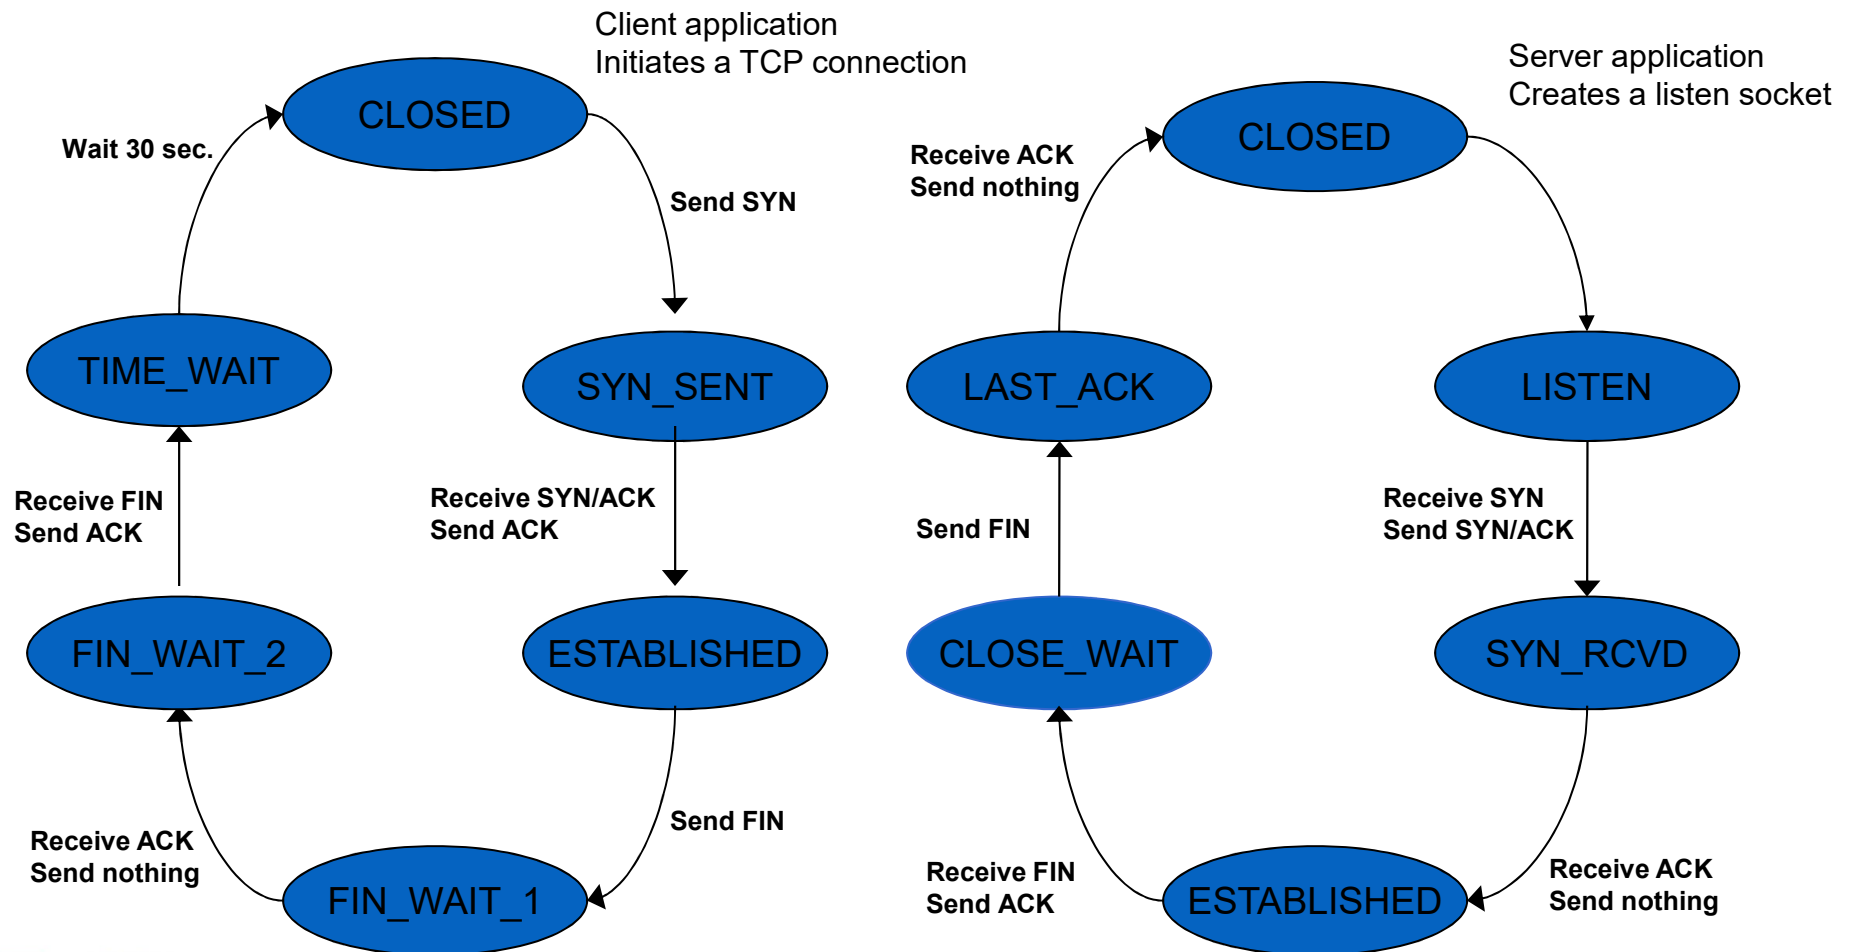 Client application
Initiates a TCP connection
CLOSED
Wait 30 sec.
Send SYN
TIME_WAIT
SYN_SENT
Receive FIN
Send ACK
Receive SYN/ACK
Send ACK
FIN_WAIT_2
ESTABLISHED
Receive ACK
Send nothing
Send FIN
FIN_WAIT_1
Server application
Creates a listen socket
CLOSED
Receive ACK
Send nothing
LAST_ACK
LISTEN
Send FIN
Receive SYN
Send SYN/ACK
CLOSE_WAIT
SYN_RCVD
Receive FIN
Send ACK
ESTABLISHED
Receive ACK
Send nothing